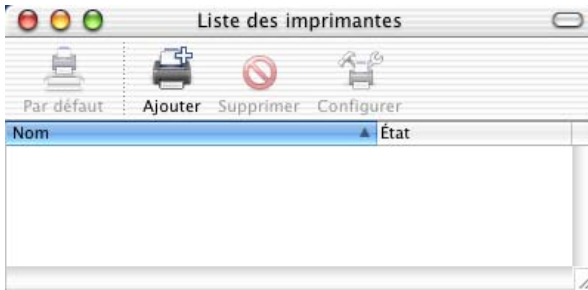 Liste des imprimantes
Par défaut Ajouter Supprimer Configurer
Nom État